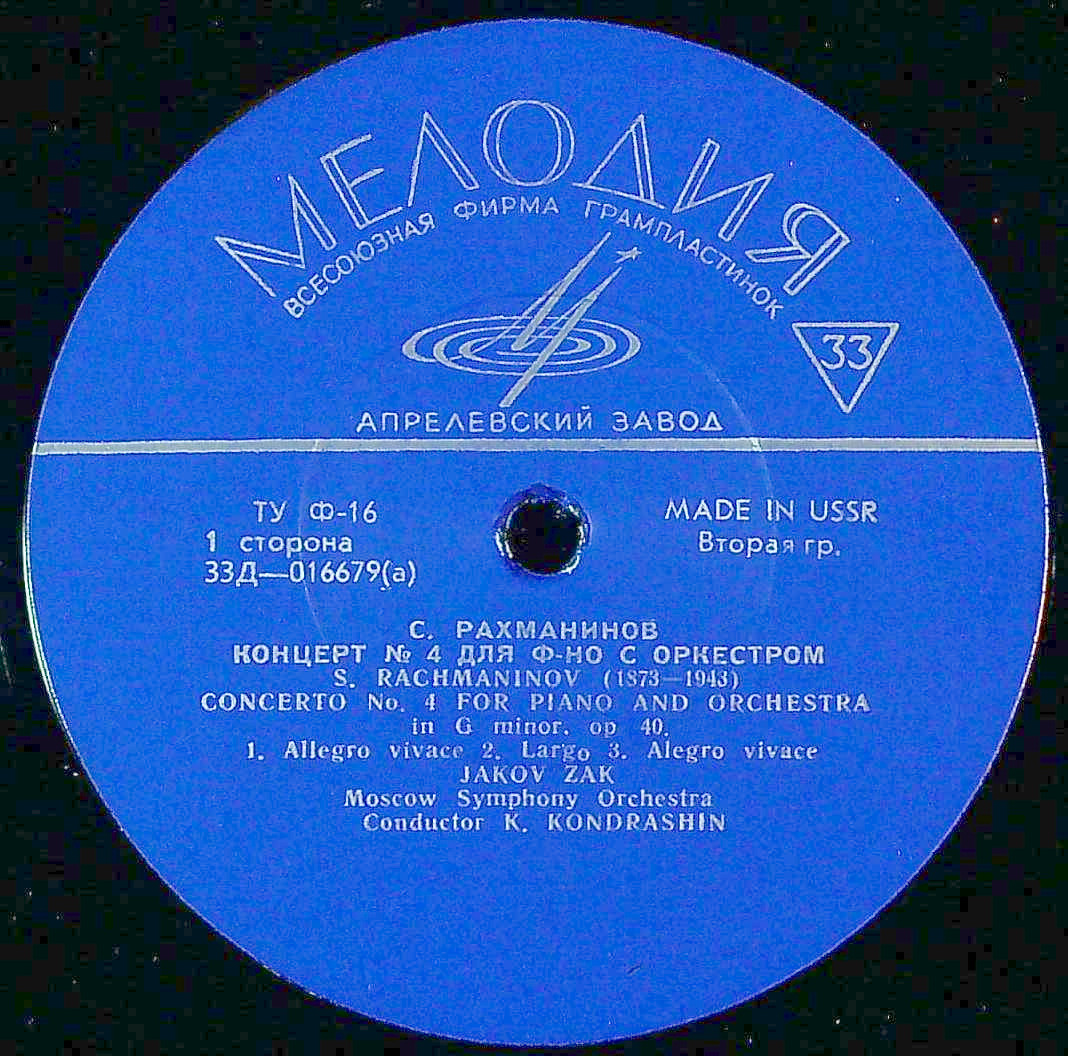 МЕЛОДИЯ
ВСЕСОЮЗНАЯ ФИРМА ГРАМПЛАСТИНОК
33
АПРЕЛЕВСКИЙ ЗАВОД
ТУ Ф-16
1 сторона
33Д—016679(а)
MADE IN USSR
Вторая гр.
С. РАХМАНИНОВ
КОНЦЕРТ № 4 ДЛЯ Ф-НО С ОРКЕСТРОМ
S. RACHMANINOV (1873—1943)
CONCERTO No. 4 FOR PIANO AND ORCHESTRA
in G minor. op 40.
1. Allegro vivace 2. Largo 3. Alegro vivace
JAKOV ZAK
Moscow Symphony Orchestra
Conductor K. KONDRASHIN